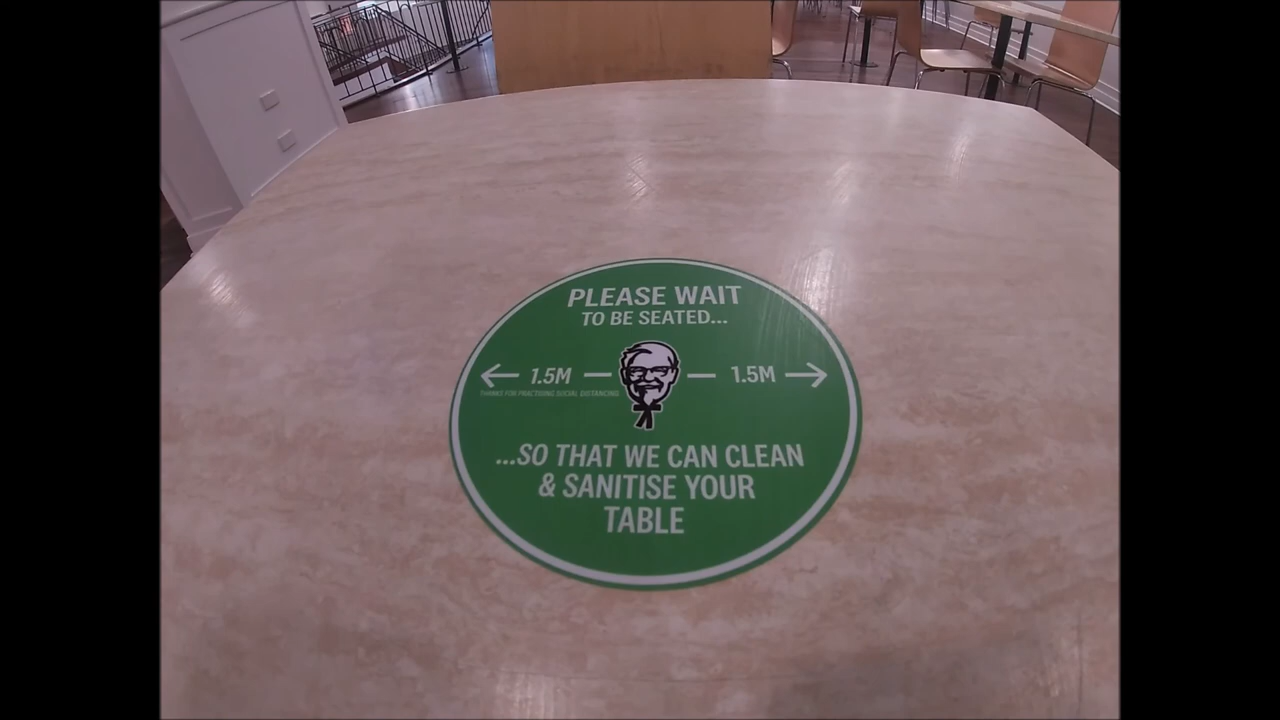 PLEASE WAIT
TO BE SEATED...
1.5M 1.5M
THANKS FOR PRACTISING SOCIAL DISTANCING
...SO THAT WE CAN CLEAN
& SANITISE YOUR
TABLE